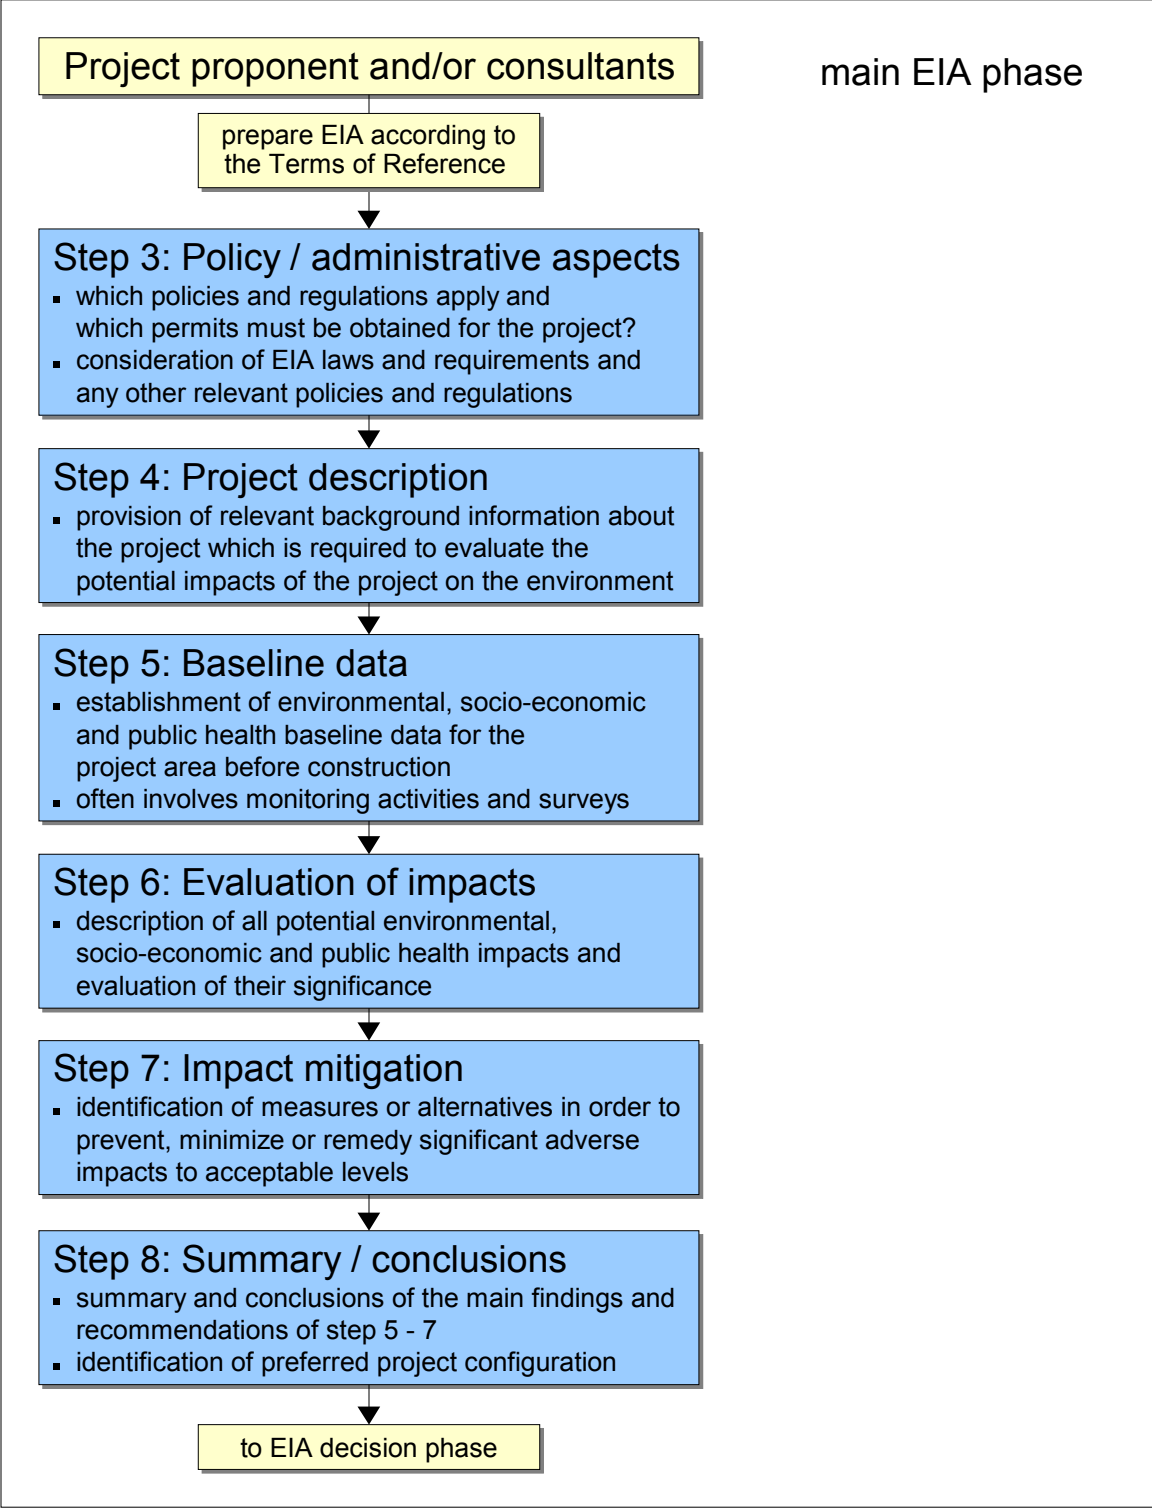 Project proponent and/or consultants
main EIA phase
prepare EIA according to
the Terms of Reference
Step 3: Policy / administrative aspects
▪ which policies and regulations apply and
which permits must be obtained for the project?
▪ consideration of EIA laws and requirements and
any other relevant policies and regulations
Step 4: Project description
▪ provision of relevant background information about
the project which is required to evaluate the
potential impacts of the project on the environment
Step 5: Baseline data
▪ establishment of environmental, socio-economic
and public health baseline data for the
project area before construction
▪ often involves monitoring activities and surveys
Step 6: Evaluation of impacts
▪ description of all potential environmental,
socio-economic and public health impacts and
evaluation of their significance
Step 7: Impact mitigation
▪ identification of measures or alternatives in order to
prevent, minimize or remedy significant adverse
impacts to acceptable levels
Step 8: Summary / conclusions
▪ summary and conclusions of the main findings and
recommendations of step 5 - 7
▪ identification of preferred project configuration
to EIA decision phase